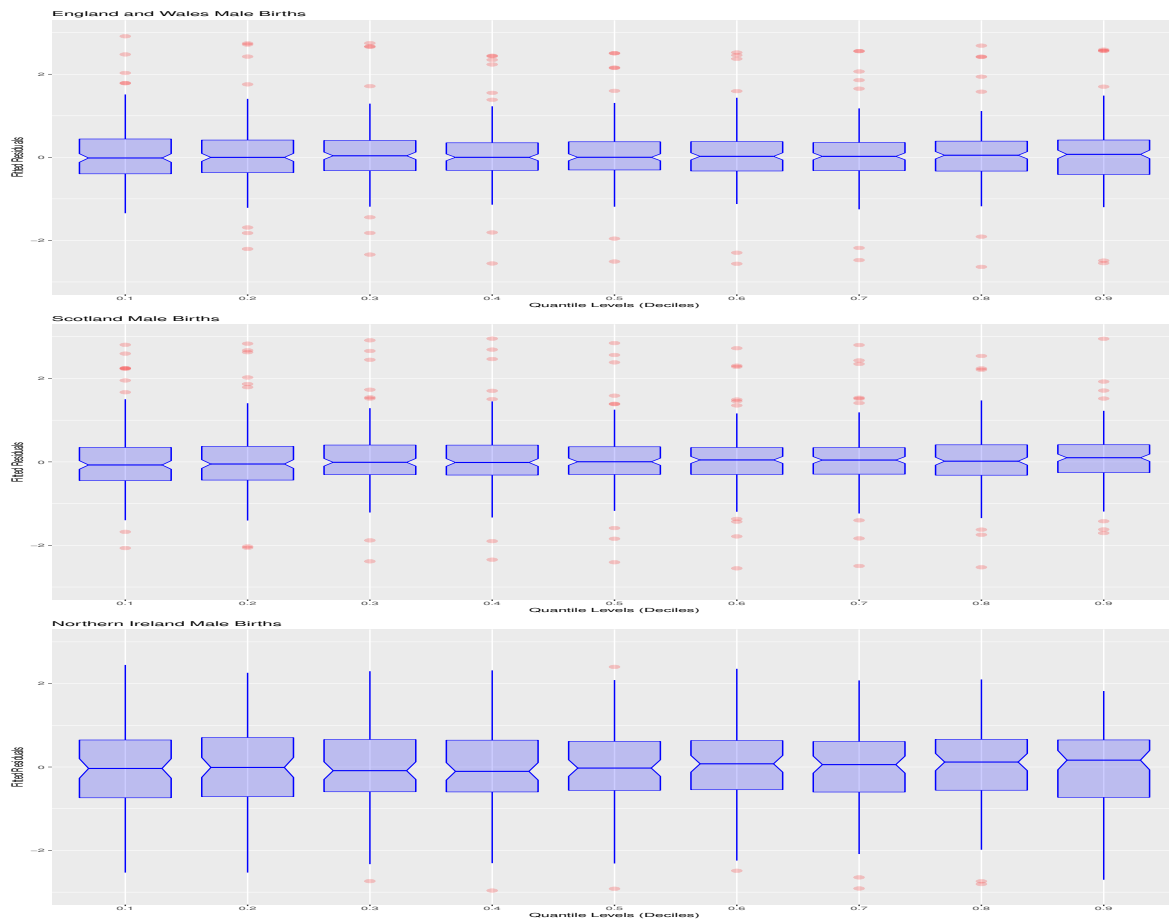 England and Wales Male Births
Fitted Residuals
2
0
−2
0.1 0.2 0.3 0.4 0.5 0.6 0.7 0.8 0.9
Quantile Levels (Deciles)
Scotland Male Births
Fitted Residuals
2
0
−2
0.1 0.2 0.3 0.4 0.5 0.6 0.7 0.8 0.9
Quantile Levels (Deciles)
Northern Ireland Male Births
Fitted Residuals
2
0
−2
0.1 0.2 0.3 0.4 0.5 0.6 0.7 0.8 0.9
Quantile Levels (Deciles)